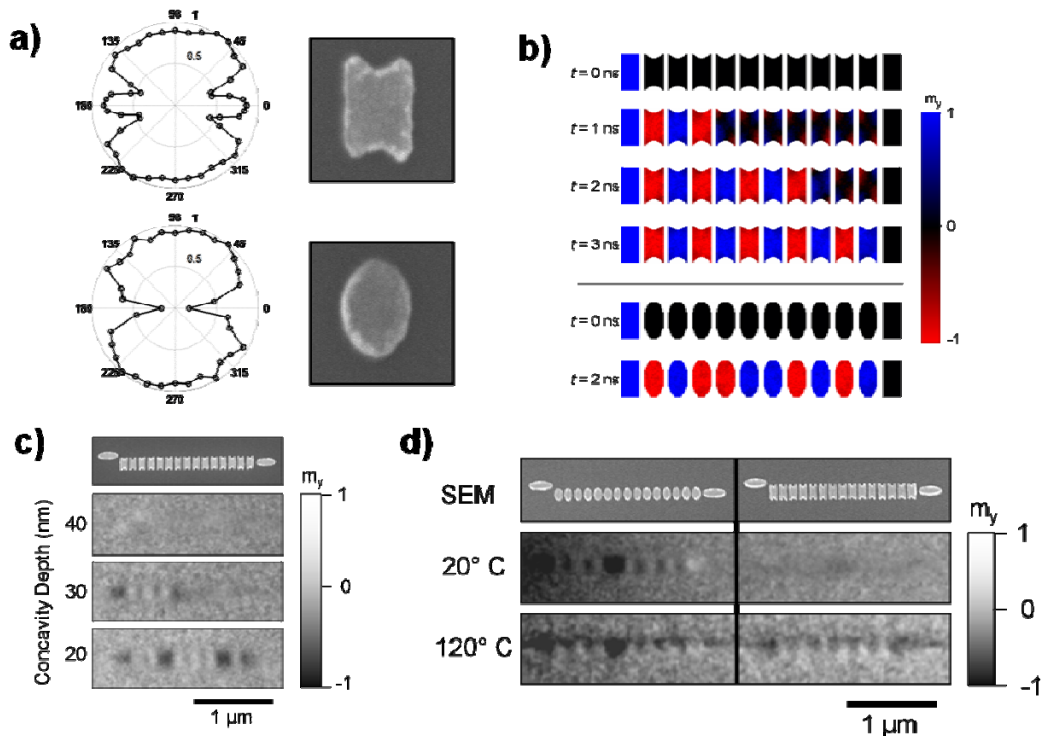 a)
90
1
135
45
0.5
180
0
225
315
270
90
1
135
45
0.5
180
0
225
315
270
b)
t = 0 ns
t = 1 ns
t = 2 ns
t = 3 ns
t = 0 ns
t = 2 ns
my
1
0
-1
c)
Concavity Depth (nm)
40
30
20
my
1
0
-1
1 µm
d)
SEM
20° C
120° C
my
1
0
-1
1 µm